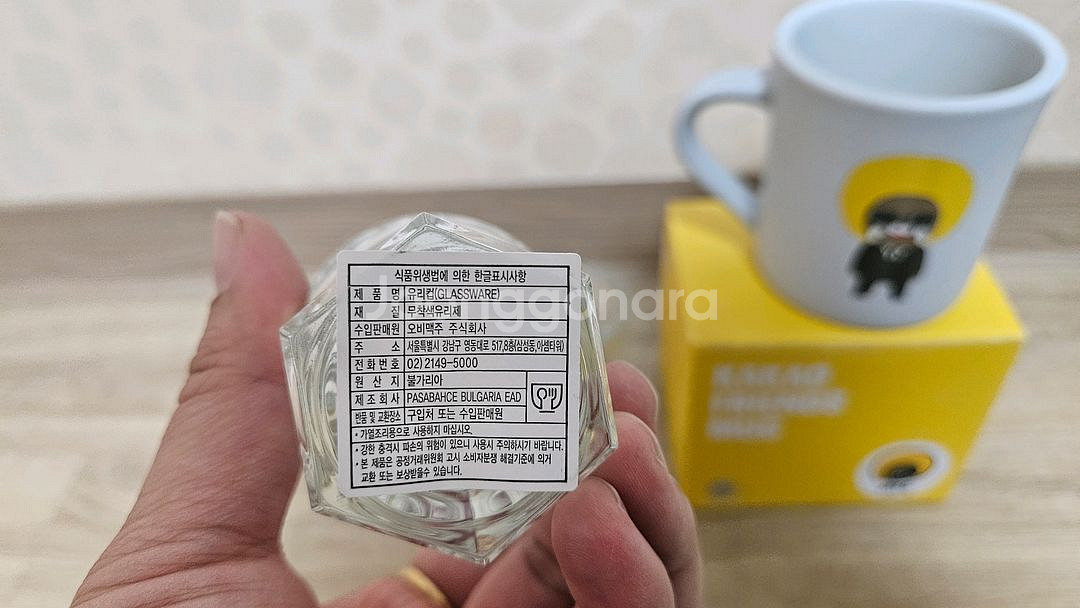 식품위생법에 의한 한글표시사항
제 품 명 유리컵(GLASSWARE)
재 질 무착색유리제
수입판매원 오비맥주 주식회사
주 소 서울특별시 강남구 영동대로 517,8층(삼성동,아셈타워)
전화번호 02)2149-5000
원 산 지 불가리아
제조회사 PASABAHCE BULGARIA EAD
반품 및 교환장소 구입처 또는 수입판매원
• 가열조리용으로 사용하지 마십시오.
• 강한 충격시 파손의 위험이 있으니 사용시 주의하시기 바랍니다.
• 본 제품은 공정거래위원회 고시 소비자분쟁 해결기준에 의거
교환 또는 보상받을수 있습니다.
Joonggonara
KAKAO
FRIENDS
MUG